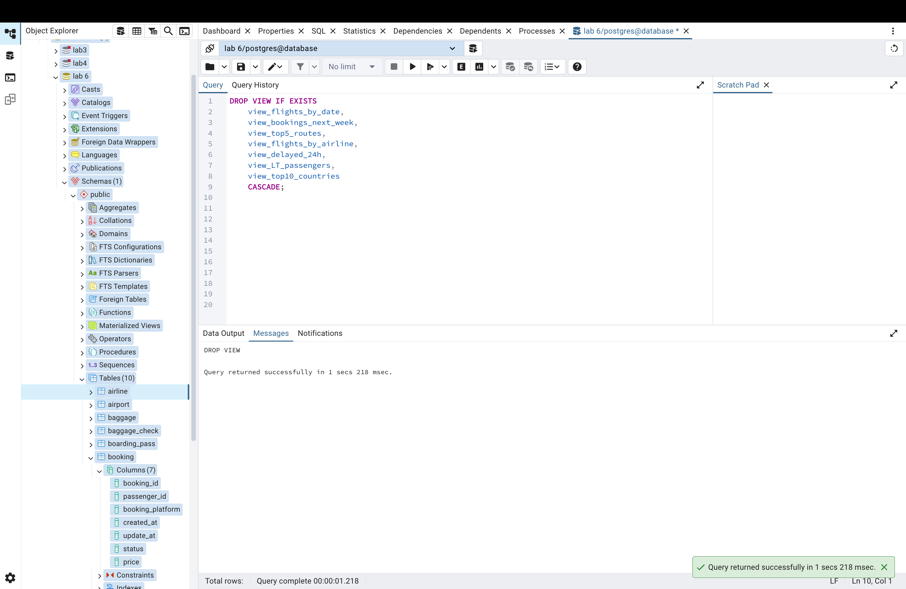 Object Explorer
Dashboard
Properties
SQL
Statistics
Dependencies
Dependents
Processes
lab 6/postgres@database *
lab 6/postgres@database
No limit
Query
Query History
Scratch Pad
lab3
lab4
lab 6
Casts
Catalogs
Event Triggers
Extensions
Foreign Data Wrappers
Languages
Publications
Schemas (1)
public
Aggregates
Collations
Domains
FTS Configurations
FTS Dictionaries
FTS Parsers
FTS Templates
Foreign Tables
Functions
Materialized Views
Operators
Procedures
Sequences
Tables (10)
airline
airport
baggage
baggage_check
boarding_pass
booking
Columns (7)
booking_id
passenger_id
booking_platform
created_at
update_at
status
price
Constraints
Indexes
1 DROP VIEW IF EXISTS
2 view_flights_by_date,
3 view_bookings_next_week,
4 view_top5_routes,
5 view_flights_by_airline,
6 view_delayed_24h,
7 view_LT_passengers,
8 view_top10_countries
9 CASCADE;
10
11
12
13
14
15
16
17
18
19
20
Data Output
Messages
Notifications
DROP VIEW
Query returned successfully in 1 secs 218 msec.
Query returned successfully in 1 secs 218 msec.
Total rows:
Query complete 00:00:01.218
LF
Ln 10, Col 1